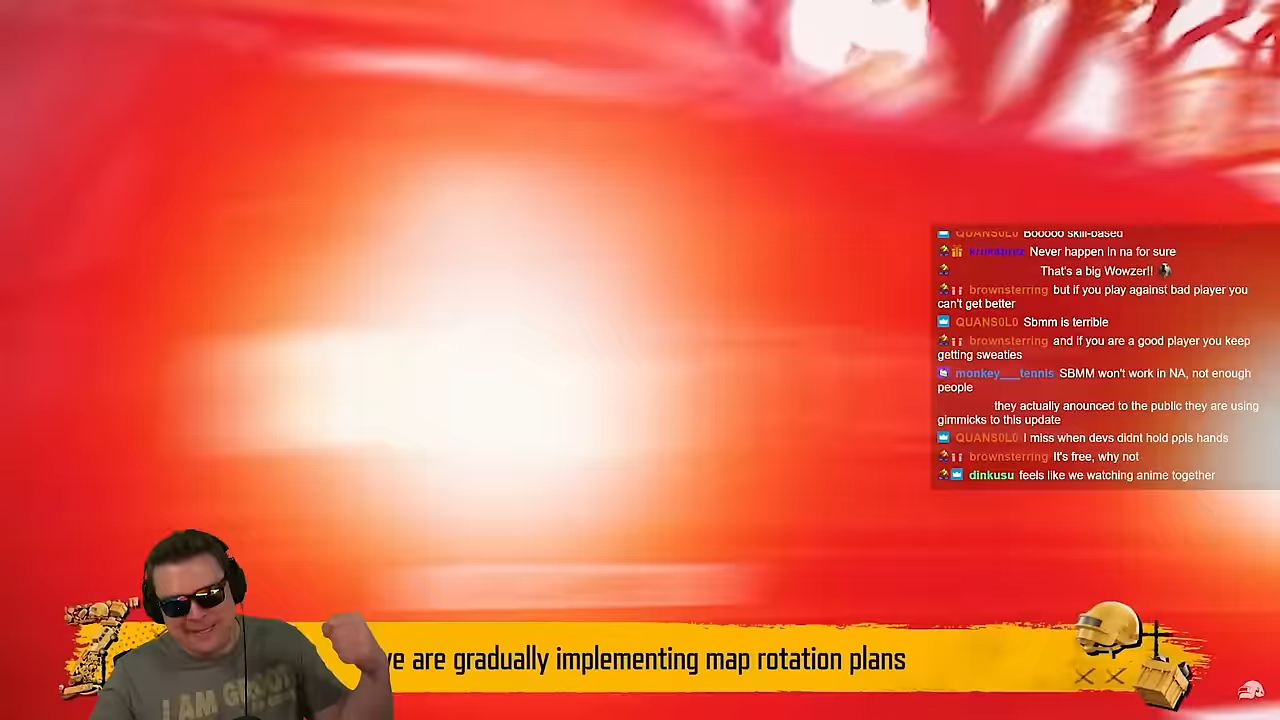 QUANS0L0 Booooo skill-based
Never happen in na for sure
That's a big Wowzer!!
brownsterring but if you play against bad player you
can't get better
QUANS0L0 Sbmm is terrible
brownsterring and if you are a good player you keep
getting sweaties
monkey___tennis SBMM won't work in NA, not enough
people
they actually anounced to the public they are using
gimmicks to this update
QUANS0L0 I miss when devs didnt hold ppls hands
brownsterring It's free, why not
dinkusu feels like we watching anime together
are gradually implementing map rotation plans
I AM GROOT